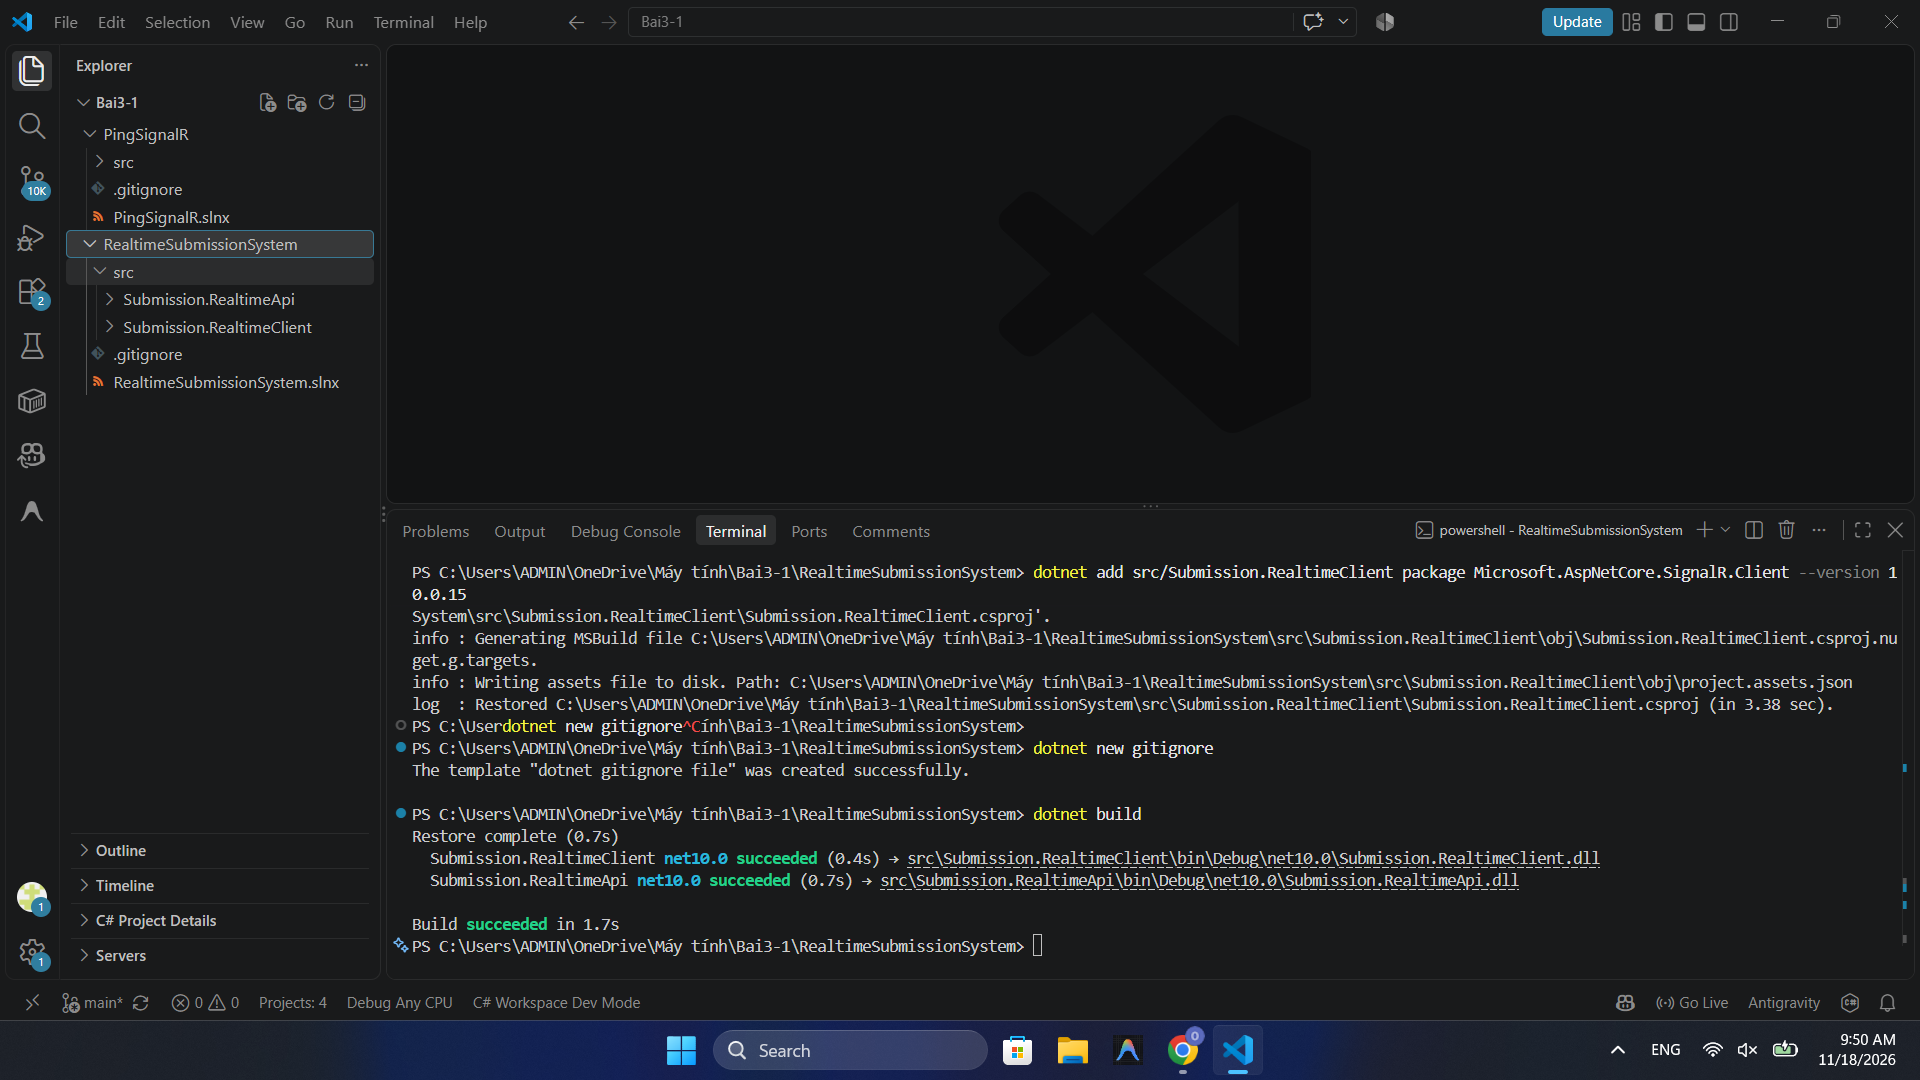 File Edit Selection View Go Run Terminal Help
Bai3-1
Update
Explorer
Bai3-1
PingSignalR
src
.gitignore
PingSignalR.slnx
RealtimeSubmissionSystem
src
Submission.RealtimeApi
Submission.RealtimeClient
.gitignore
RealtimeSubmissionSystem.slnx
10K
2
Outline
Timeline
C# Project Details
Servers
1
1
Problems Output Debug Console Terminal Ports Comments
powershell - RealtimeSubmissionSystem
PS C:\Users\ADMIN\OneDrive\Máy tính\Bai3-1\RealtimeSubmissionSystem> dotnet add src/Submission.RealtimeClient package Microsoft.AspNetCore.SignalR.Client --version 1
0.0.15
System\src\Submission.RealtimeClient\Submission.RealtimeClient.csproj'.
info : Generating MSBuild file C:\Users\ADMIN\OneDrive\Máy tính\Bai3-1\RealtimeSubmissionSystem\src\Submission.RealtimeClient\obj\Submission.RealtimeClient.csproj.nu
get.g.targets.
info : Writing assets file to disk. Path: C:\Users\ADMIN\OneDrive\Máy tính\Bai3-1\RealtimeSubmissionSystem\src\Submission.RealtimeClient\obj\project.assets.json
log  : Restored C:\Users\ADMIN\OneDrive\Máy tính\Bai3-1\RealtimeSubmissionSystem\src\Submission.RealtimeClient\Submission.RealtimeClient.csproj (in 3.38 sec).
PS C:\Userdotnet new gitignore^Cính\Bai3-1\RealtimeSubmissionSystem>
PS C:\Users\ADMIN\OneDrive\Máy tính\Bai3-1\RealtimeSubmissionSystem> dotnet new gitignore
The template "dotnet gitignore file" was created successfully.
PS C:\Users\ADMIN\OneDrive\Máy tính\Bai3-1\RealtimeSubmissionSystem> dotnet build
Restore complete (0.7s)
Submission.RealtimeClient net10.0 succeeded (0.4s) → src\Submission.RealtimeClient\bin\Debug\net10.0\Submission.RealtimeClient.dll
Submission.RealtimeApi net10.0 succeeded (0.7s) → src\Submission.RealtimeApi\bin\Debug\net10.0\Submission.RealtimeApi.dll
Build succeeded in 1.7s
PS C:\Users\ADMIN\OneDrive\Máy tính\Bai3-1\RealtimeSubmissionSystem>
main* 0 0 Projects: 4 Debug Any CPU C# Workspace Dev Mode
Go Live Antigravity
Search
0
ENG
9:50 AM
11/18/2026